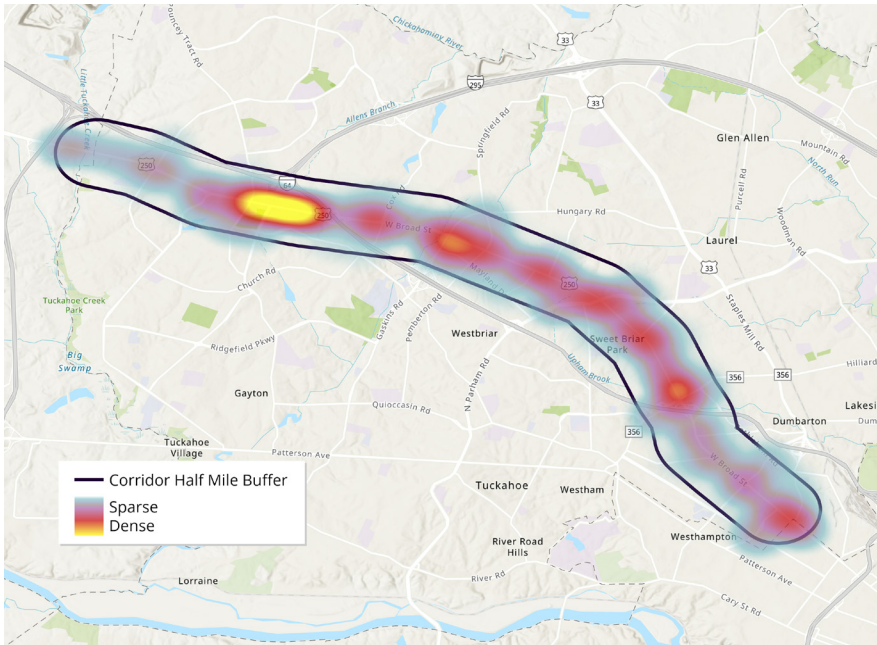 Pouncey Tract Rd
Chickahominy River
33
295
Little Tuckahoe Creek
Allens Branch
33
Springfield Rd
Glen Allen
Mountain Rd
North Run
250
64
Purcell Rd
250
W Broad St
Hungary Rd
Woodman Rd
Laurel
33
Church Rd
250
Tuckahoe Creek
Park
Gaskins Rd
Pemberton Rd
Staples Mill Rd
Westbriar
Sweet Briar
Park
Ridgefield Pkwy
Big
Swamp
Upham Brook
N Parham Rd
356
356
Hilliard
Gayton
Quioccasin Rd
Lakesi
Dumbarton
Dum
356
Tuckahoe
Village
Patterson Ave
W Broad St
Corridor Half Mile Buffer
Sparse
Dense
Tuckahoe
Westham
Westhampton
River Road
Hills
Patterson Ave
River Rd
Lorraine
Cary St Rd